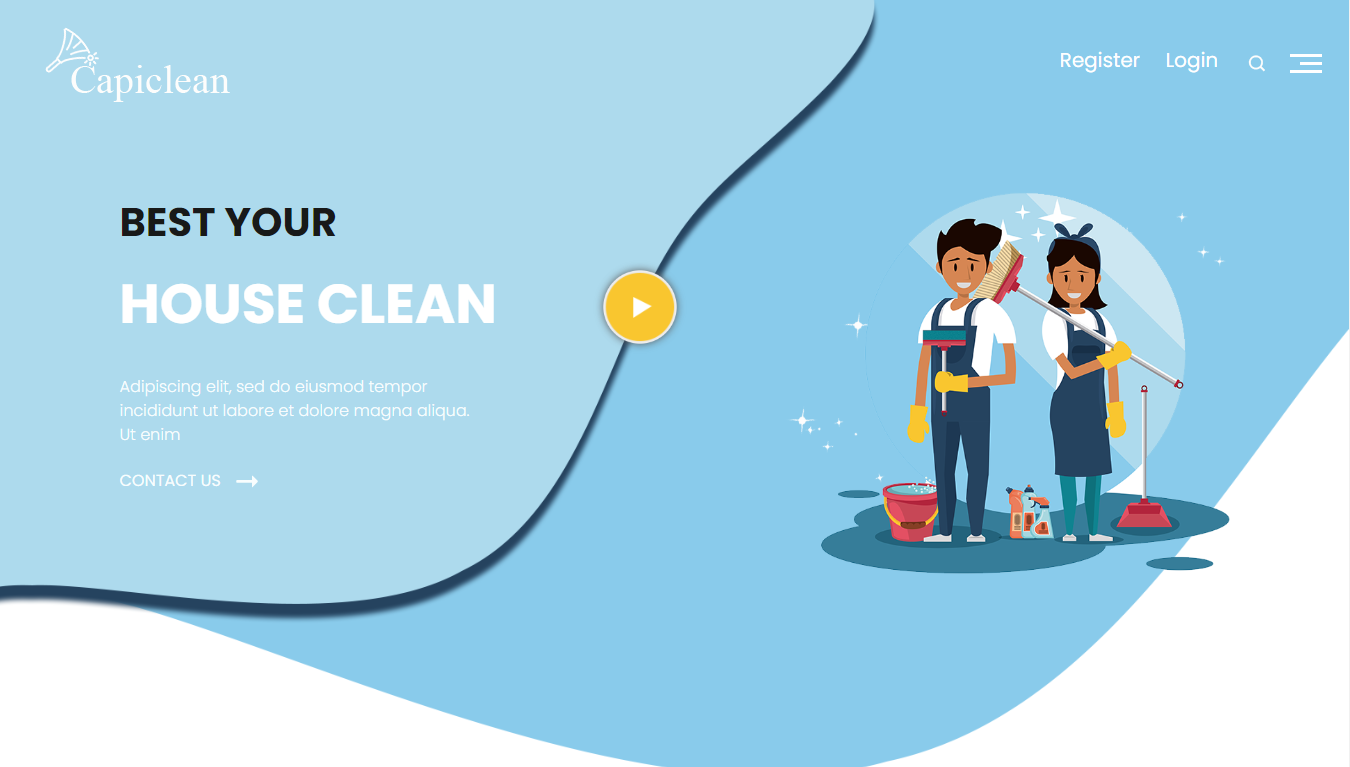 Capiclean
Register
Login
BEST YOUR
HOUSE CLEAN
Adipiscing elit, sed do eiusmod tempor
incididunt ut labore et dolore magna aliqua.
Ut enim
CONTACT US